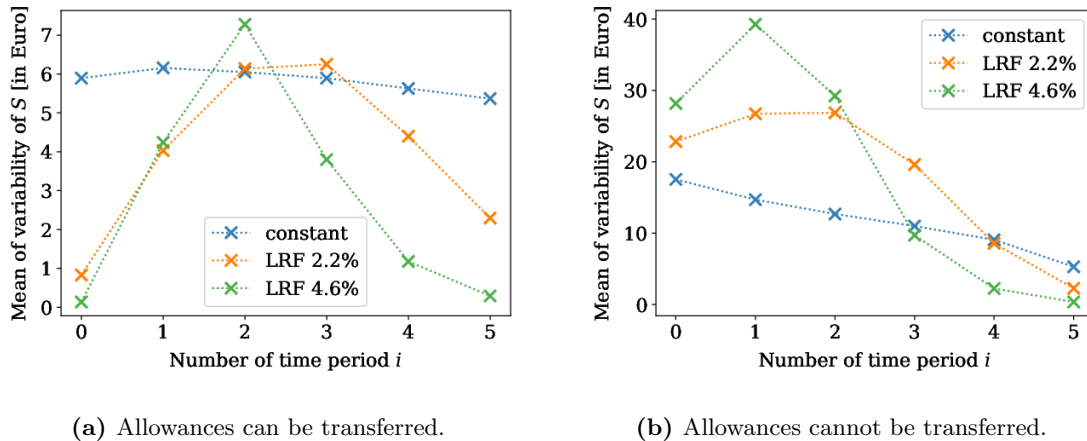 Mean of variability of S [in Euro]
7
6
5
4
3
2
1
0
constant
LRF 2.2%
LRF 4.6%
0 1 2 3 4 5
Number of time period i
(a) Allowances can be transferred.
Mean of variability of S [in Euro]
40
30
20
10
0
constant
LRF 2.2%
LRF 4.6%
0 1 2 3 4 5
Number of time period i
(b) Allowances cannot be transferred.